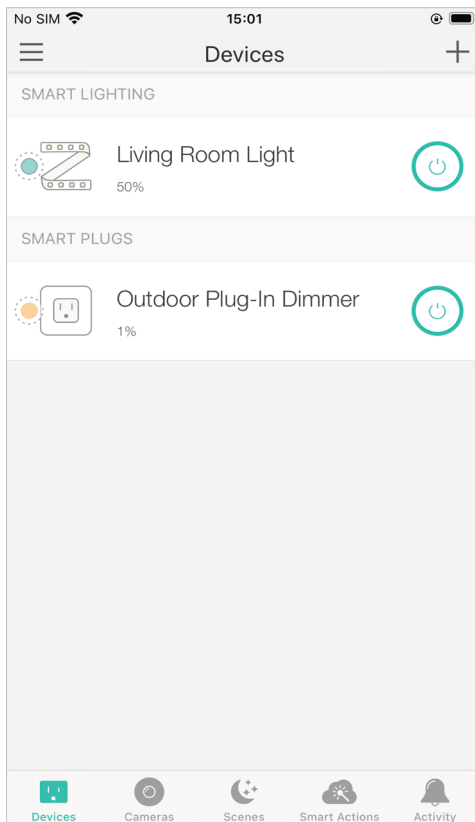 No SIM 15:01
Devices
SMART LIGHTING
Living Room Light
50%
SMART PLUGS
Outdoor Plug-In Dimmer
1%
Devices Cameras Scenes Smart Actions Activity